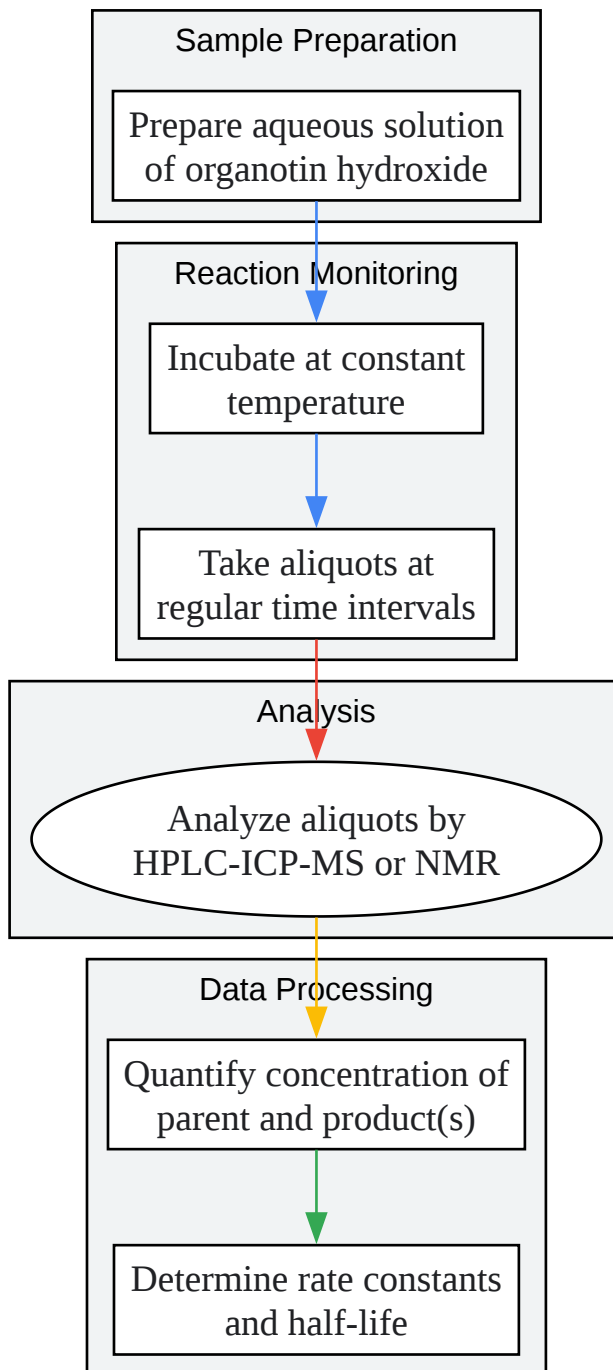 Sample Preparation
Prepare aqueous solution
of organotin hydroxide
Reaction Monitoring
Incubate at constant
temperature
Take aliquots at
regular time intervals
Analysis
Analyze aliquots by
HPLC-ICP-MS or NMR
Data Processing
Quantify concentration of
parent and product(s)
Determine rate constants
and half-life